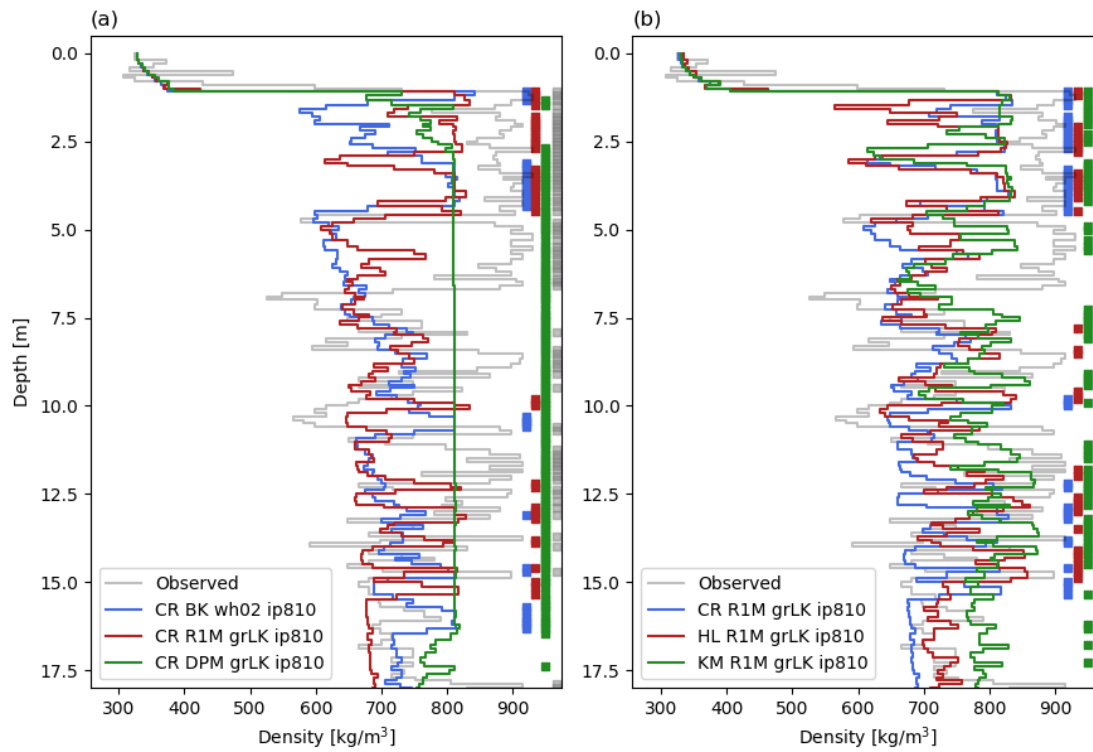 (a)
(b)
0.0
2.5
5.0
7.5
10.0
12.5
15.0
17.5
Depth [m]
Observed
CR BK wh02 ip810
CR R1M grLK ip810
CR DPM grLK ip810
300 400 500 600 700 800 900
Density [kg/m³]
0.0
2.5
5.0
7.5
10.0
12.5
15.0
17.5
Observed
CR R1M grLK ip810
HL R1M grLK ip810
KM R1M grLK ip810
300 400 500 600 700 800 900
Density [kg/m³]